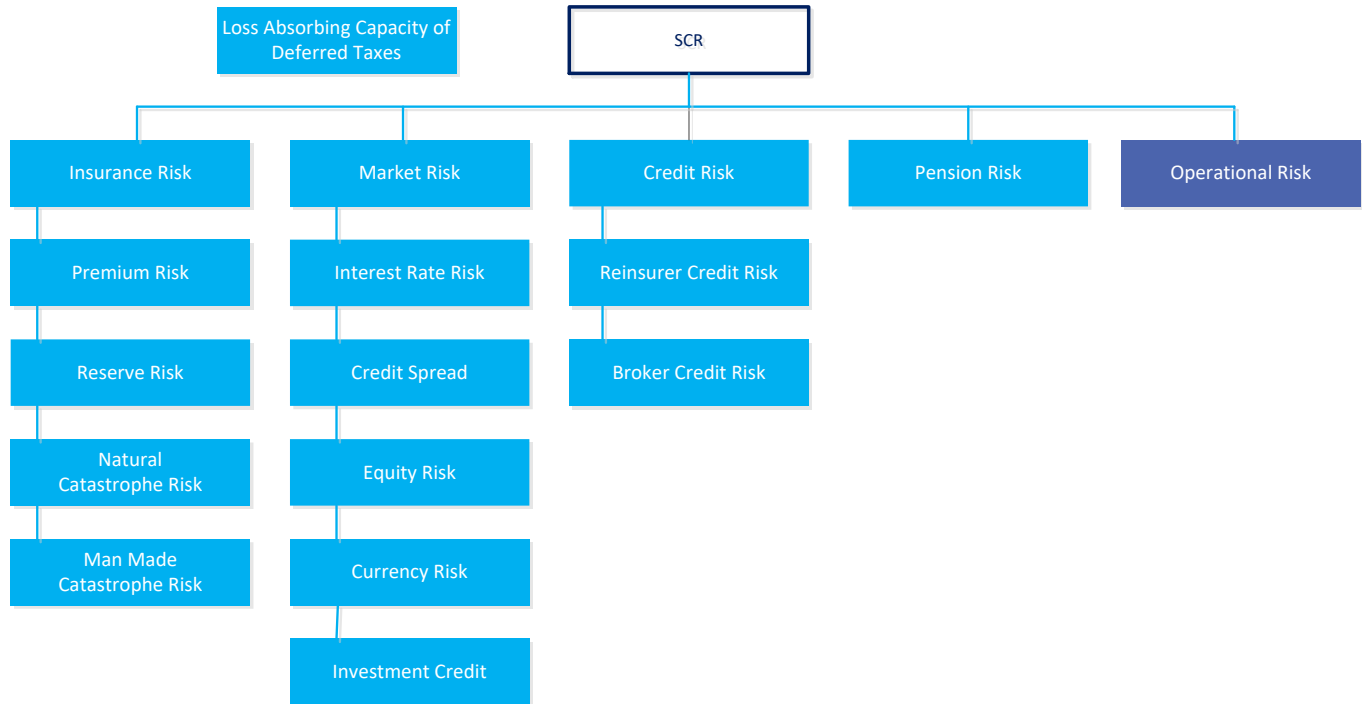 Loss Absorbing Capacity of
Deferred Taxes
SCR
Insurance Risk
Market Risk
Credit Risk
Pension Risk
Operational Risk
Premium Risk
Interest Rate Risk
Reinsurer Credit Risk
Reserve Risk
Credit Spread
Broker Credit Risk
Natural
Catastrophe Risk
Equity Risk
Man Made
Catastrophe Risk
Currency Risk
Investment Credit